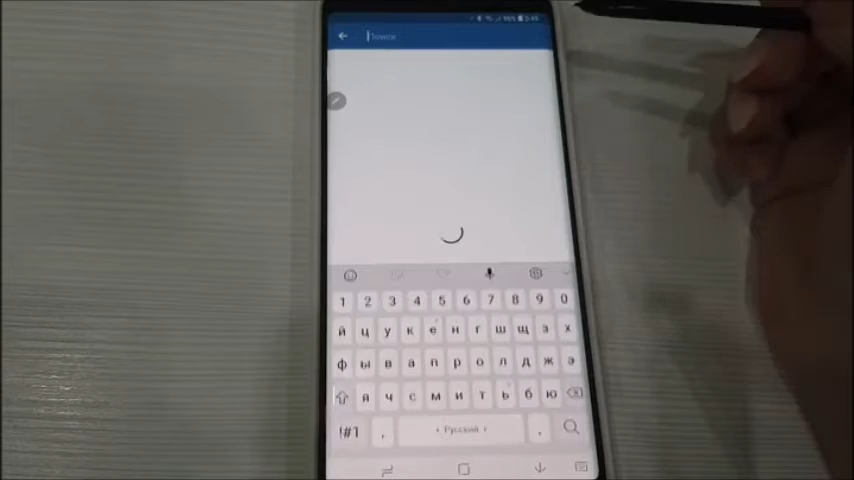 Поиск
1 2 3 4 5 6 7 8 9 0
й ц у к е н г ш щ з х
ф ы в а п р о л д ж э
я ч с м и т ь б ю
!#1 , Русский .